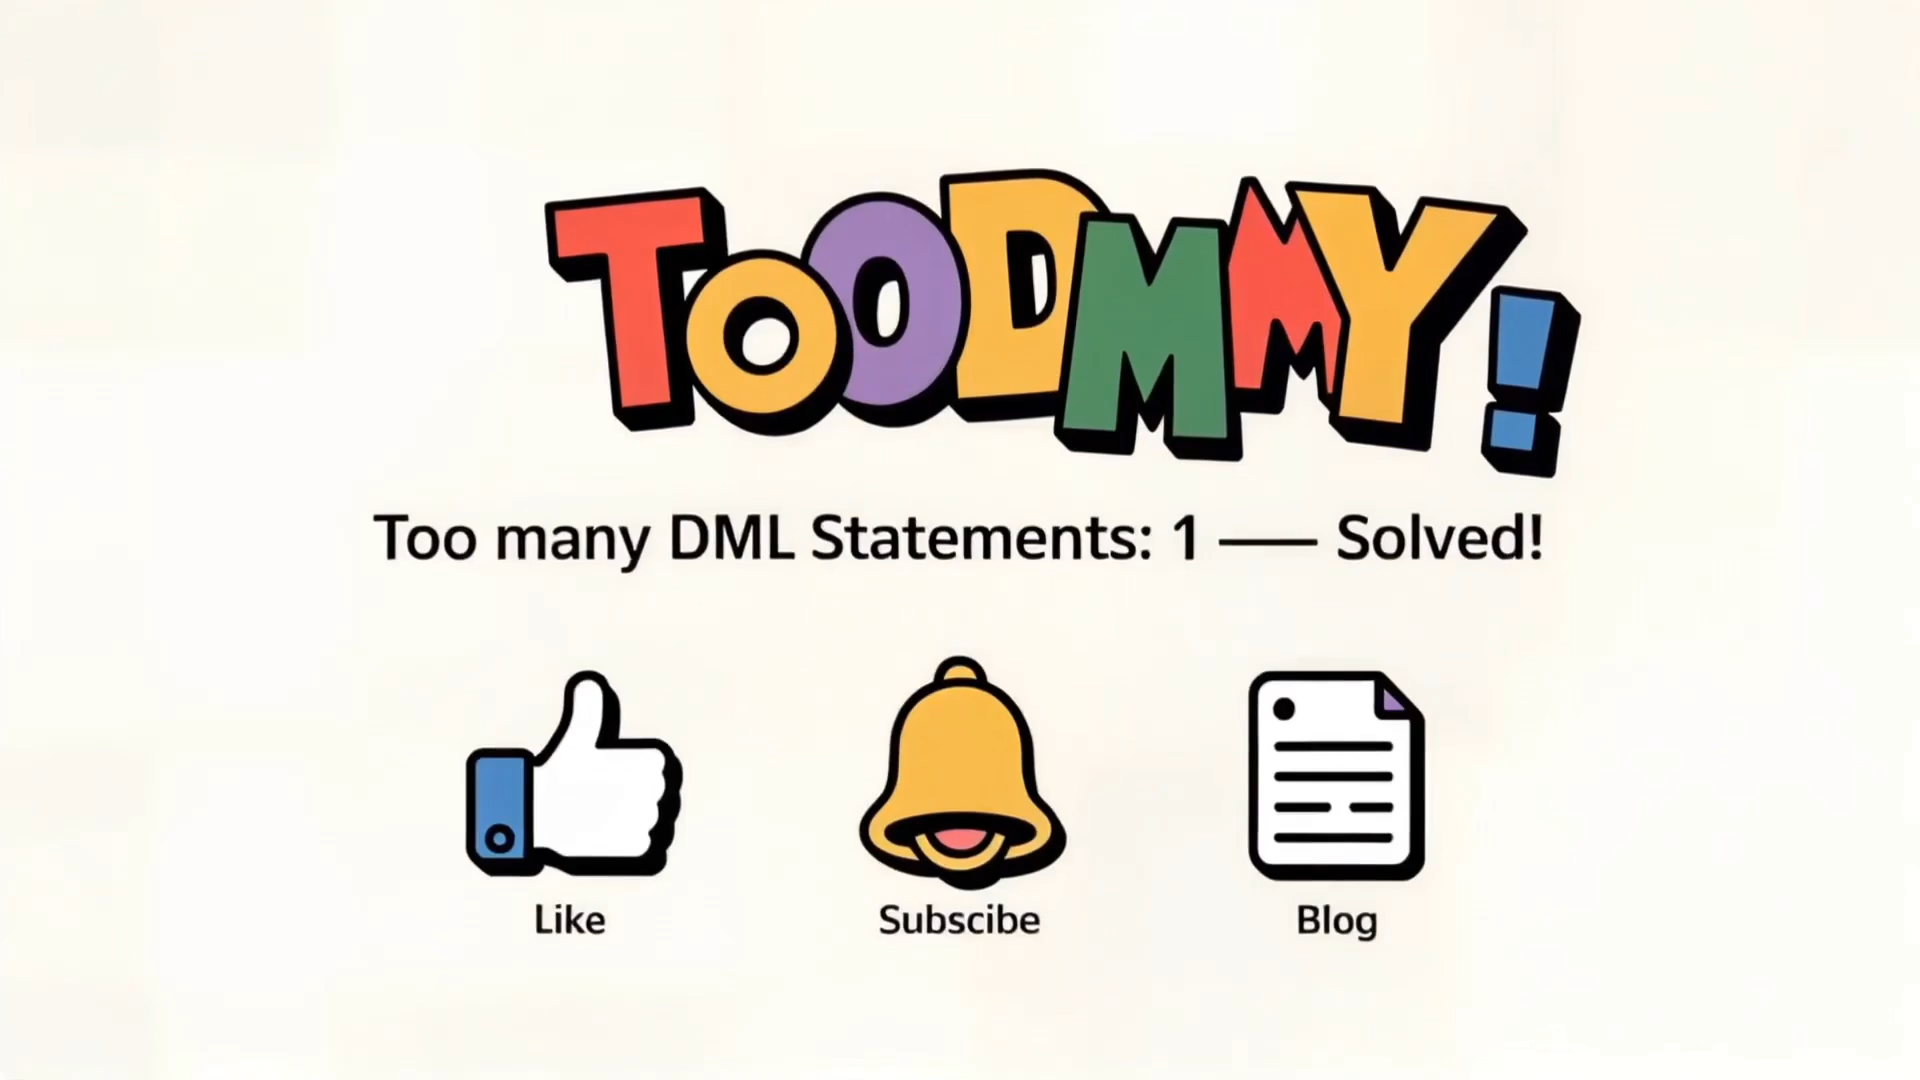 TOODMMY!
Too many DML Statements: 1 — Solved!
Like
Subscibe
Blog